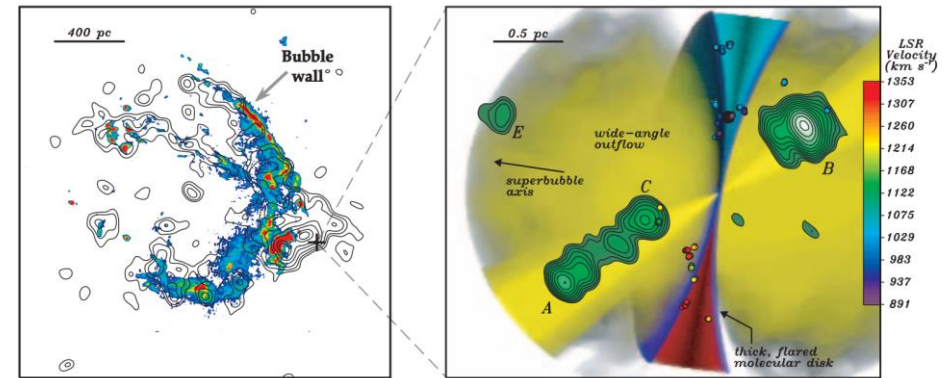 400 pc
Bubble
wall
0.5 pc
LSR
Velocity
(km s⁻¹)
1353
1307
1260
1214
1168
1122
1075
1029
983
937
891
E
wide-angle
outflow
superbubble
axis
C
B
A
thick, flared
molecular disk